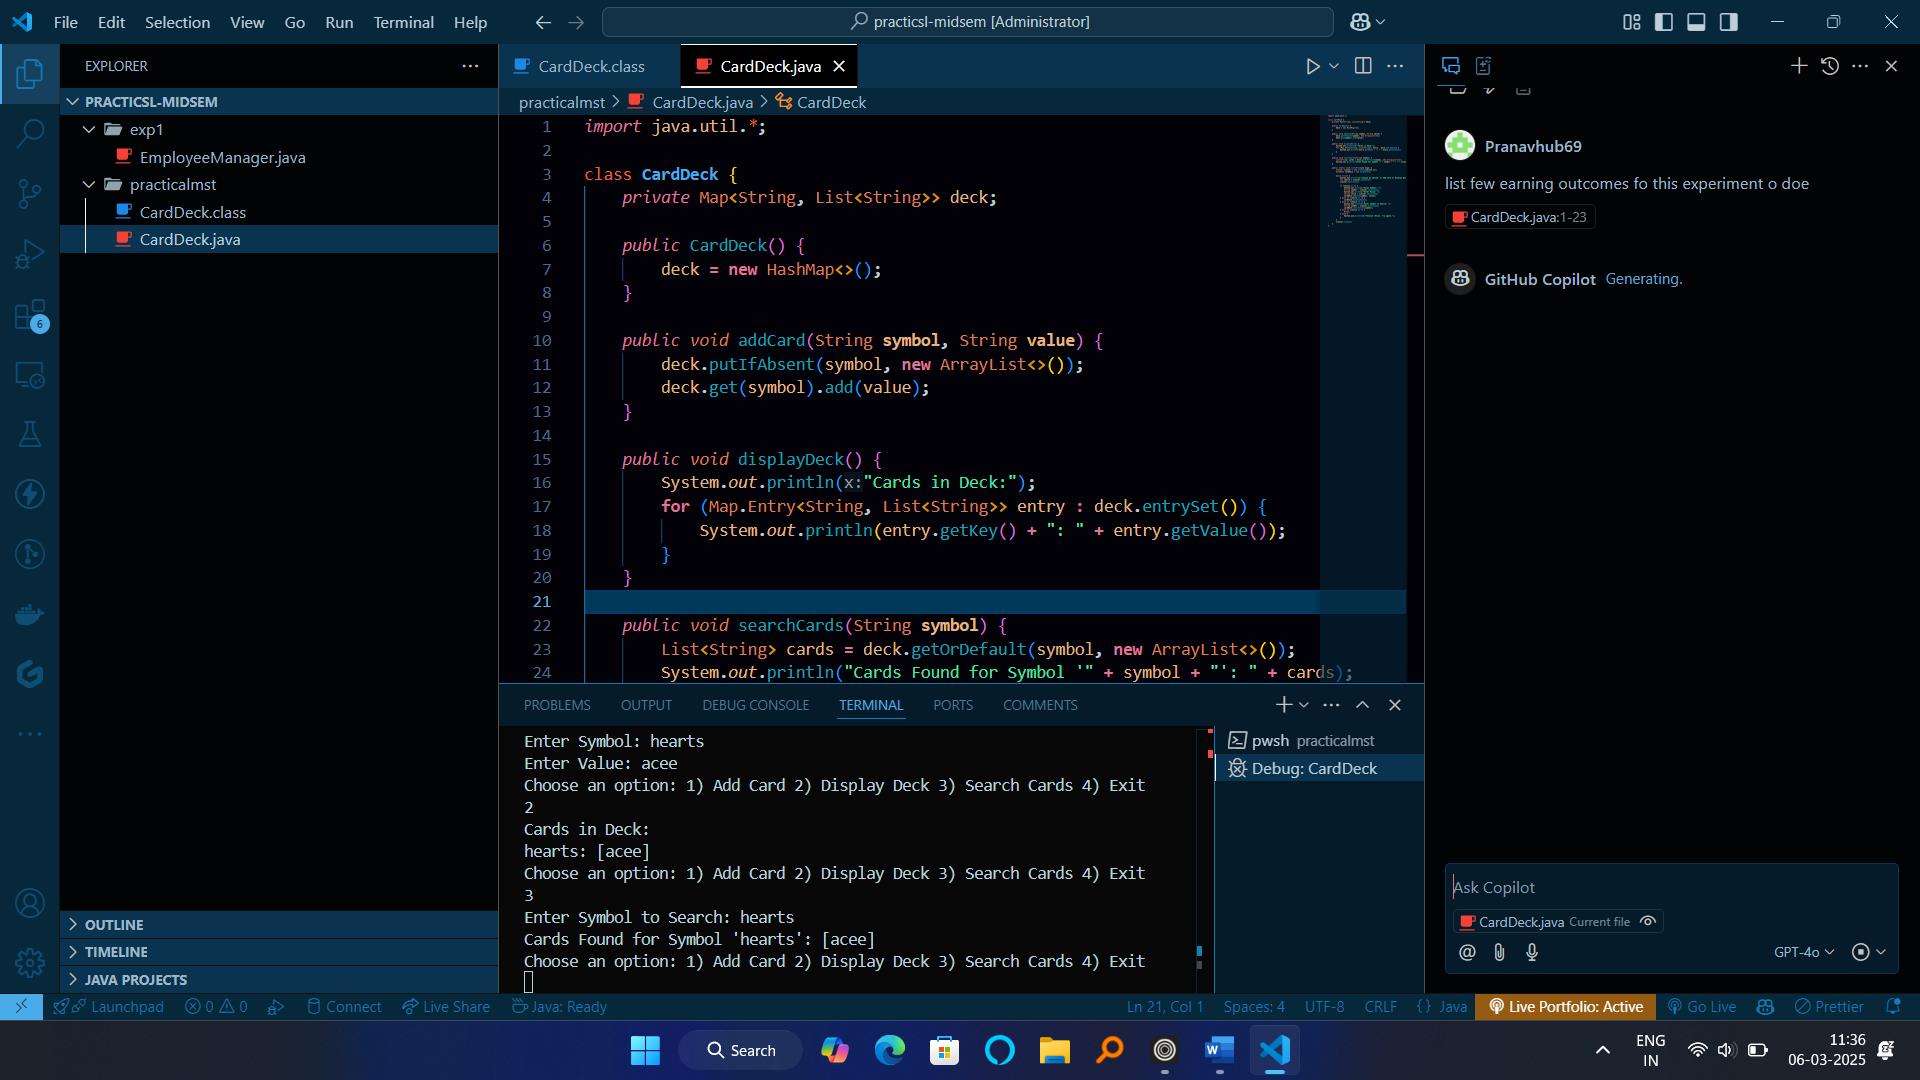 File Edit Selection View Go Run Terminal Help
practicsl-midsem [Administrator]
EXPLORER
PRACTICSL-MIDSEM
exp1
EmployeeManager.java
practicalmst
CardDeck.class
CardDeck.java
OUTLINE
TIMELINE
JAVA PROJECTS
6
CardDeck.class
CardDeck.java
practicalmst > CardDeck.java > CardDeck
1 import java.util.*;
2
3 class CardDeck {
4 private Map<String, List<String>> deck;
5
6 public CardDeck() {
7 deck = new HashMap<>();
8 }
9
10 public void addCard(String symbol, String value) {
11 deck.putIfAbsent(symbol, new ArrayList<>());
12 deck.get(symbol).add(value);
13 }
14
15 public void displayDeck() {
16 System.out.println(x:"Cards in Deck:");
17 for (Map.Entry<String, List<String>> entry : deck.entrySet()) {
18 System.out.println(entry.getKey() + ": " + entry.getValue());
19 }
20 }
21
22 public void searchCards(String symbol) {
23 List<String> cards = deck.getOrDefault(symbol, new ArrayList<>());
24 System.out.println("Cards Found for Symbol '" + symbol + "': " + cards);
PROBLEMS OUTPUT DEBUG CONSOLE TERMINAL PORTS COMMENTS
Enter Symbol: hearts
Enter Value: acee
Choose an option: 1) Add Card 2) Display Deck 3) Search Cards 4) Exit
2
Cards in Deck:
hearts: [acee]
Choose an option: 1) Add Card 2) Display Deck 3) Search Cards 4) Exit
3
Enter Symbol to Search: hearts
Cards Found for Symbol 'hearts': [acee]
Choose an option: 1) Add Card 2) Display Deck 3) Search Cards 4) Exit
pwsh practicalmst
Debug: CardDeck
Pranavhub69
list few earning outcomes fo this experiment o doe
CardDeck.java:1-23
GitHub Copilot Generating.
Ask Copilot
CardDeck.java Current file
GPT-4o
Launchpad 0 0 Connect Live Share Java: Ready Ln 21, Col 1 Spaces: 4 UTF-8 CRLF { } Java Live Portfolio: Active Go Live Prettier
Search
ENG
IN
11:36
06-03-2025